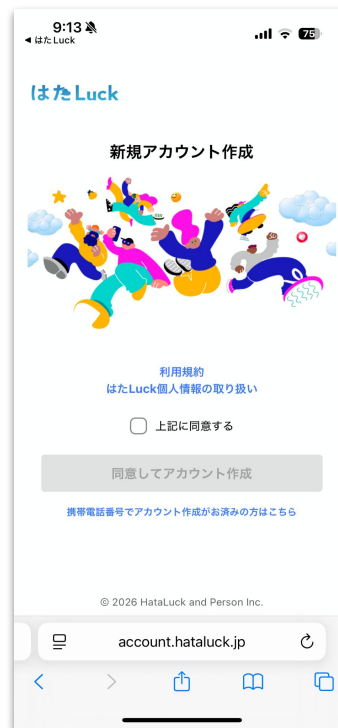 9:13
75
◀ はたLuck
はたLuck
新規アカウント作成
利用規約
はたLuck個人情報の取り扱い
上記に同意する
同意してアカウント作成
携帯電話番号でアカウント作成がお済みの方はこちら
© 2026 HataLuck and Person Inc.
account.hataluck.jp